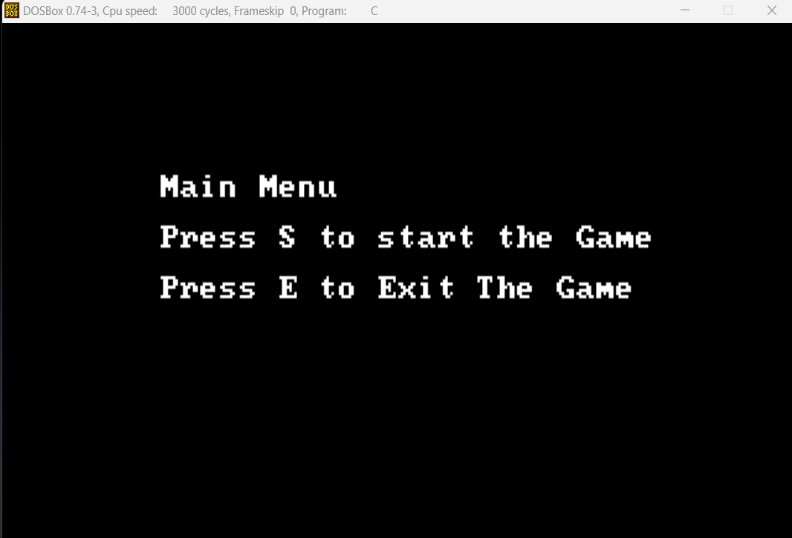 DOSBox 0.74-3, Cpu speed: 3000 cycles, Frameskip 0, Program: C
Main Menu
Press S to start the Game
Press E to Exit The Game